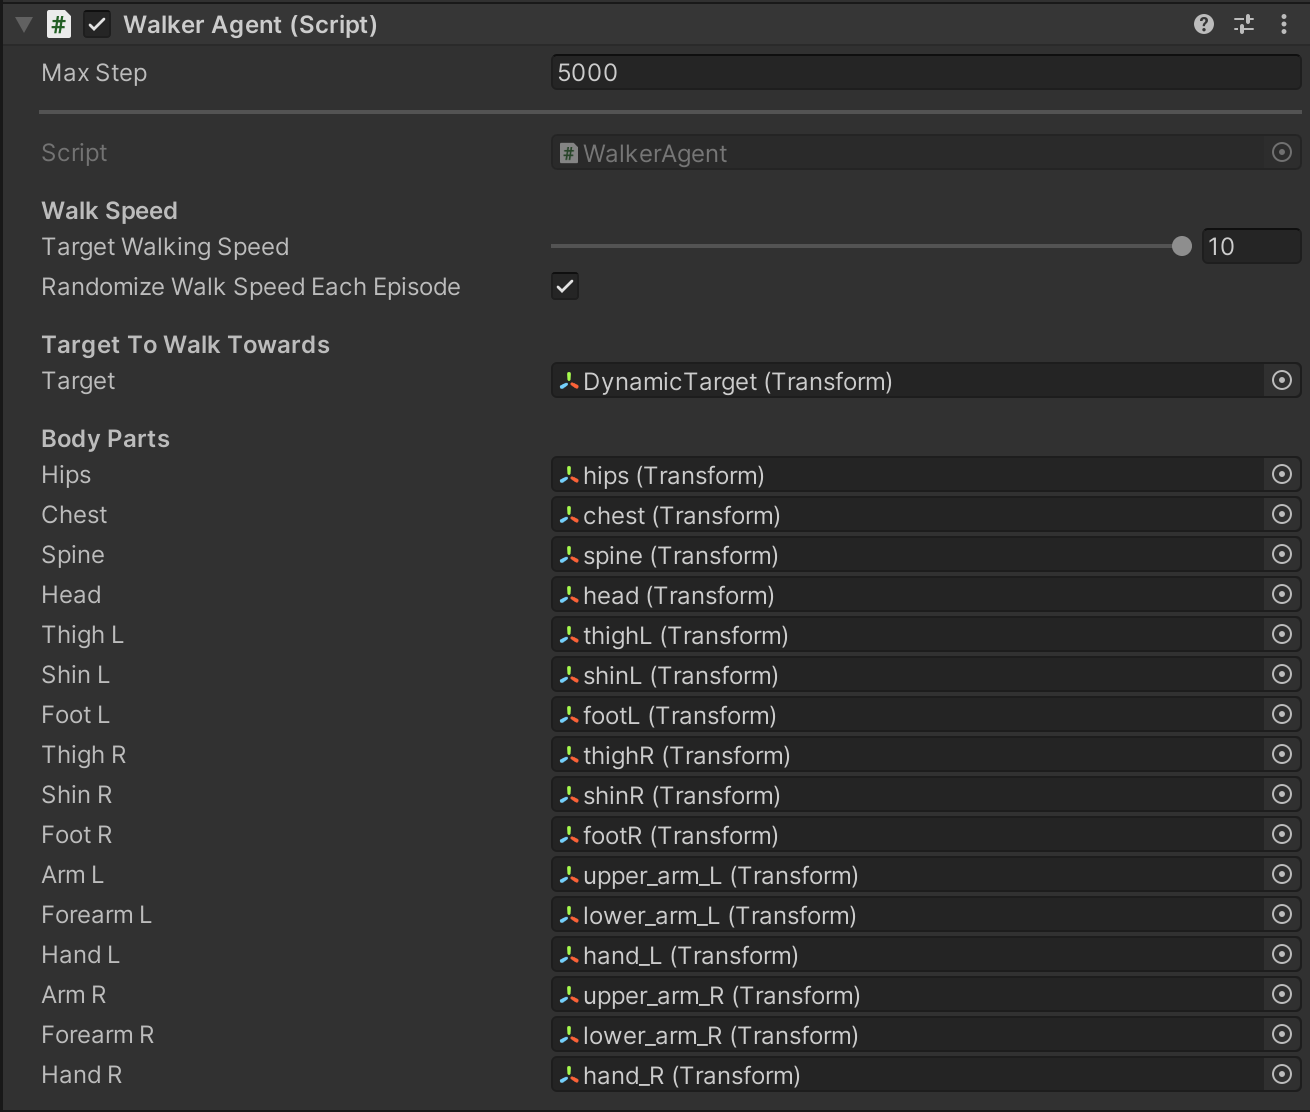 Walker Agent (Script)
Max Step 5000
Script WalkerAgent
Walk Speed
Target Walking Speed 10
Randomize Walk Speed Each Episode
Target To Walk Towards
Target DynamicTarget (Transform)
Body Parts
Hips hips (Transform)
Chest chest (Transform)
Spine spine (Transform)
Head head (Transform)
Thigh L thighL (Transform)
Shin L shinL (Transform)
Foot L footL (Transform)
Thigh R thighR (Transform)
Shin R shinR (Transform)
Foot R footR (Transform)
Arm L upper_arm_L (Transform)
Forearm L lower_arm_L (Transform)
Hand L hand_L (Transform)
Arm R upper_arm_R (Transform)
Forearm R lower_arm_R (Transform)
Hand R hand_R (Transform)